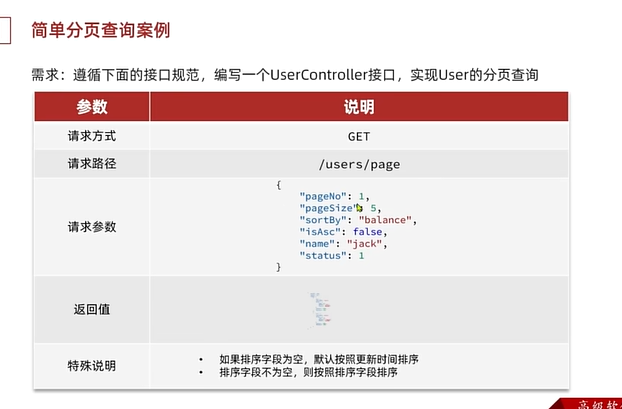 简单分页查询案例
需求：遵循下面的接口规范，编写一个UserController接口，实现User的分页查询
参数 说明
请求方式 GET
请求路径 /users/page
请求参数
{
"pageNo": 1,
"pageSize": 5,
"sortBy": "balance",
"isAsc": false,
"name": "jack",
"status": 1
}
返回值
特殊说明
• 如果排序字段为空，默认按照更新时间排序
• 排序字段不为空，则按照排序字段排序
高级软